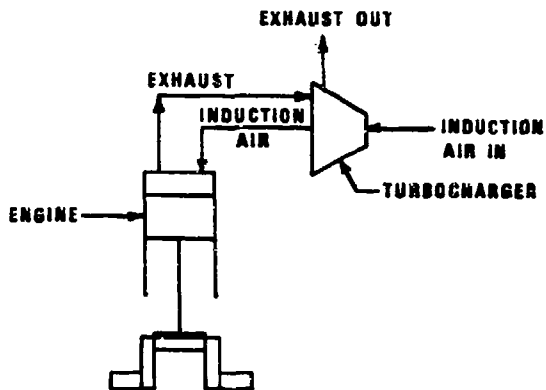 EXHAUST OUT
EXHAUST
INDUCTION
AIR
INDUCTION
AIR IN
TURBOCHARGER
ENGINE